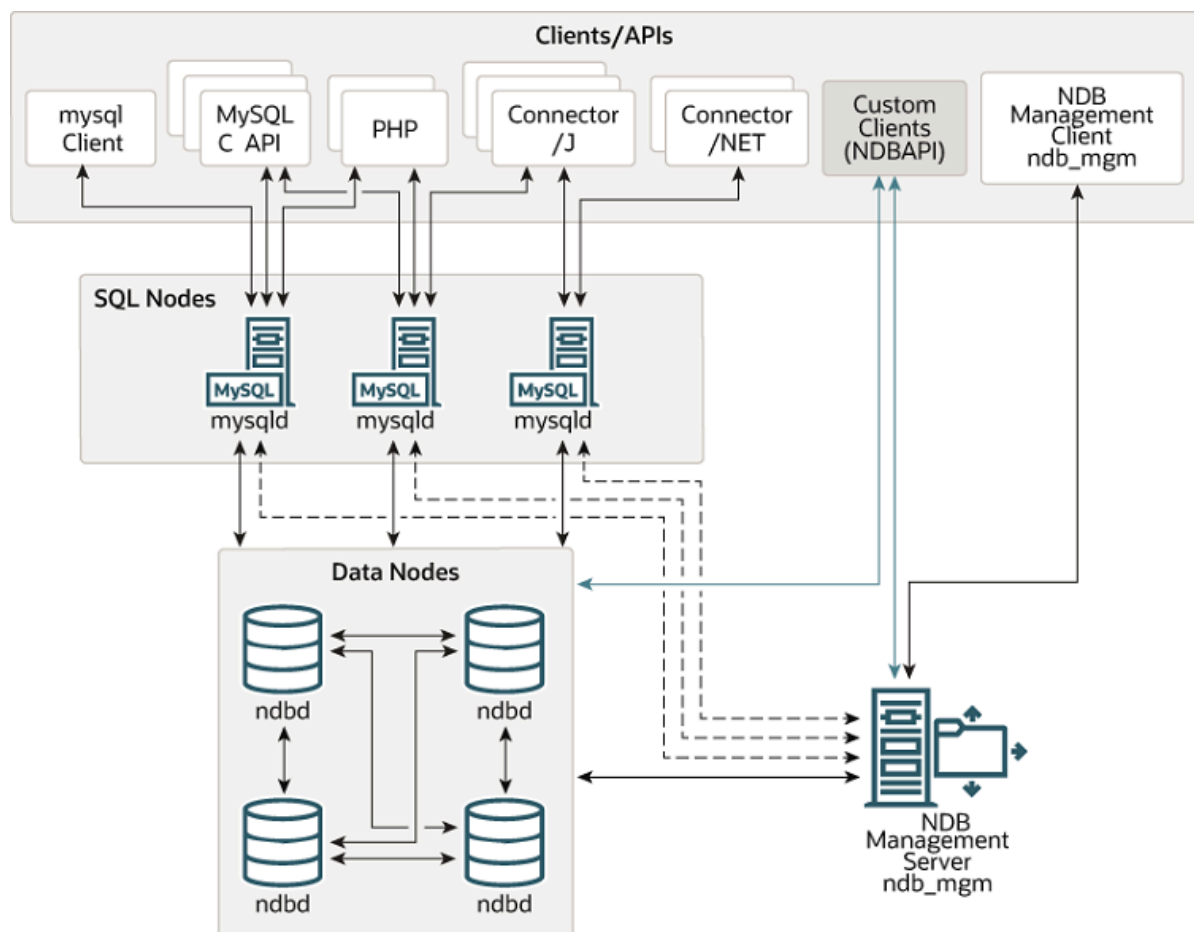 Clients/APIs
mysql
Client
MySQL
C API
PHP
Connector
/J
Connector
/NET
Custom
Clients
(NDBAPI)
NDB
Management
Client
ndb_mgm
SQL Nodes
MySQL
mysqld
MySQL
mysqld
MySQL
mysqld
Data Nodes
ndbd
ndbd
ndbd
ndbd
NDB
Management
Server
ndb_mgm